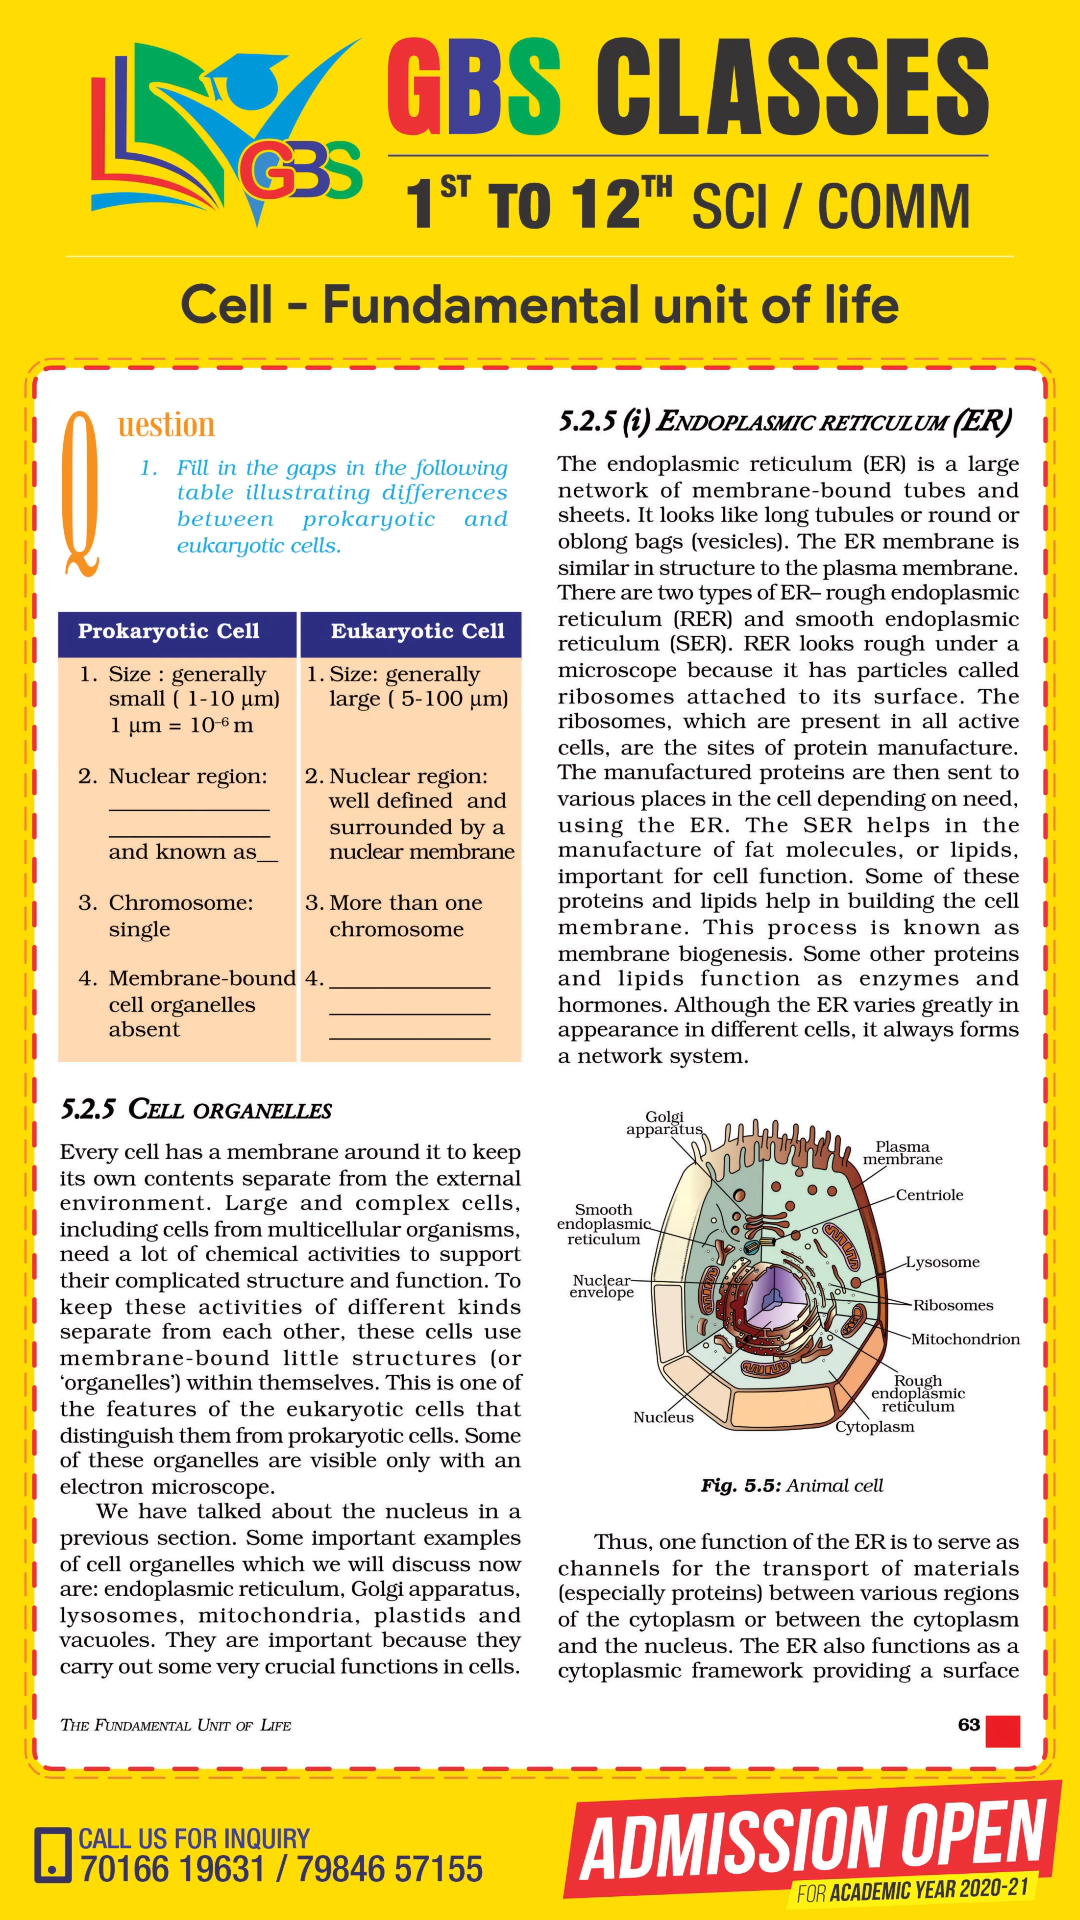 GBS
GBS CLASSES
1ST TO 12TH SCI / COMM
Cell - Fundamental unit of life
Question
1. Fill in the gaps in the following
table illustrating differences
between prokaryotic and
eukaryotic cells.
Prokaryotic Cell
Eukaryotic Cell
1. Size : generally
small ( 1-10 μm)
1 μm = 10⁻⁶ m
1. Size: generally
large ( 5-100 μm)
2. Nuclear region:
_______________
_______________
and known as__
2. Nuclear region:
well defined and
surrounded by a
nuclear membrane
3. Chromosome:
single
3. More than one
chromosome
4. Membrane-bound
cell organelles
absent
4. _______________
_______________
_______________
5.2.5 CELL ORGANELLES
Every cell has a membrane around it to keep
its own contents separate from the external
environment. Large and complex cells,
including cells from multicellular organisms,
need a lot of chemical activities to support
their complicated structure and function. To
keep these activities of different kinds
separate from each other, these cells use
membrane-bound little structures (or
‘organelles’) within themselves. This is one of
the features of the eukaryotic cells that
distinguish them from prokaryotic cells. Some
of these organelles are visible only with an
electron microscope.
We have talked about the nucleus in a
previous section. Some important examples
of cell organelles which we will discuss now
are: endoplasmic reticulum, Golgi apparatus,
lysosomes, mitochondria, plastids and
vacuoles. They are important because they
carry out some very crucial functions in cells.
5.2.5 (i) ENDOPLASMIC RETICULUM (ER)
The endoplasmic reticulum (ER) is a large
network of membrane-bound tubes and
sheets. It looks like long tubules or round or
oblong bags (vesicles). The ER membrane is
similar in structure to the plasma membrane.
There are two types of ER– rough endoplasmic
reticulum (RER) and smooth endoplasmic
reticulum (SER). RER looks rough under a
microscope because it has particles called
ribosomes attached to its surface. The
ribosomes, which are present in all active
cells, are the sites of protein manufacture.
The manufactured proteins are then sent to
various places in the cell depending on need,
using the ER. The SER helps in the
manufacture of fat molecules, or lipids,
important for cell function. Some of these
proteins and lipids help in building the cell
membrane. This process is known as
membrane biogenesis. Some other proteins
and lipids function as enzymes and
hormones. Although the ER varies greatly in
appearance in different cells, it always forms
a network system.
Golgi
apparatus
Plasma
membrane
Centriole
Smooth
endoplasmic
reticulum
Lysosome
Nuclear
envelope
Ribosomes
Mitochondrion
Rough
endoplasmic
reticulum
Nucleus
Cytoplasm
Fig. 5.5: Animal cell
Thus, one function of the ER is to serve as
channels for the transport of materials
(especially proteins) between various regions
of the cytoplasm or between the cytoplasm
and the nucleus. The ER also functions as a
cytoplasmic framework providing a surface
THE FUNDAMENTAL UNIT OF LIFE
63
CALL US FOR INQUIRY
70166 19631 / 79846 57155
ADMISSION OPEN
FOR ACADEMIC YEAR 2020-21